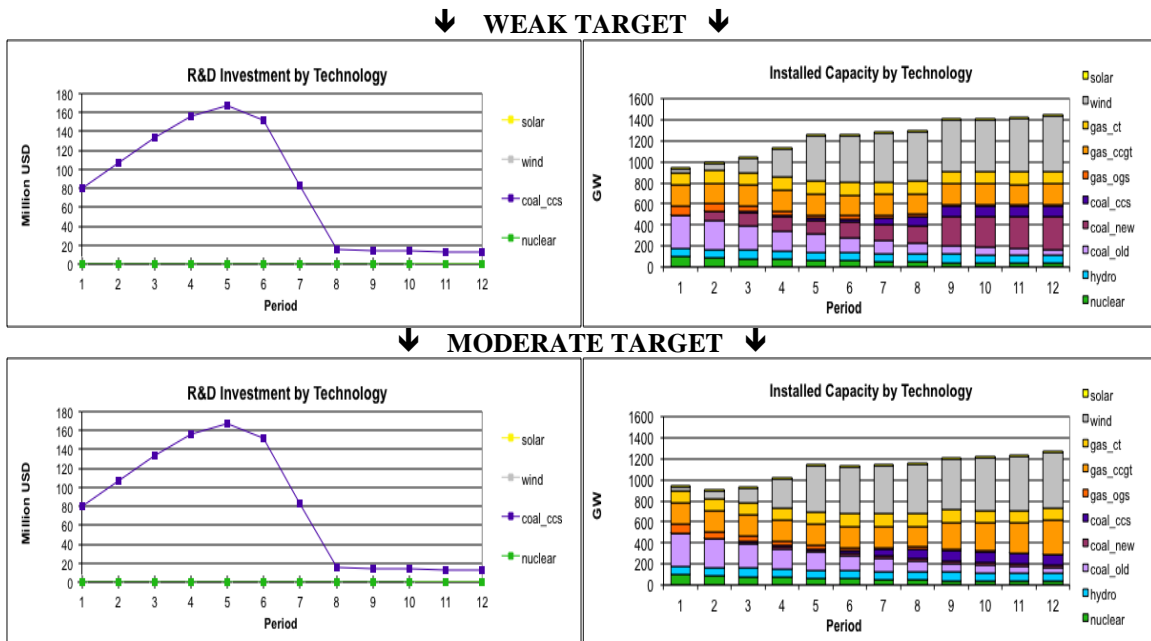 WEAK TARGET
R&D Investment by Technology
Million USD
180
160
140
120
100
80
60
40
20
0
1 2 3 4 5 6 7 8 9 10 11 12
Period
solar
wind
coal_ccs
nuclear
Installed Capacity by Technology
GW
1600
1400
1200
1000
800
600
400
200
0
1 2 3 4 5 6 7 8 9 10 11 12
Period
solar
wind
gas_ct
gas_ccgt
gas_ogs
coal_ccs
coal_new
coal_old
hydro
nuclear
MODERATE TARGET
R&D Investment by Technology
Million USD
180
160
140
120
100
80
60
40
20
0
1 2 3 4 5 6 7 8 9 10 11 12
Period
solar
wind
coal_ccs
nuclear
Installed Capacity by Technology
GW
1600
1400
1200
1000
800
600
400
200
0
1 2 3 4 5 6 7 8 9 10 11 12
Period
solar
wind
gas_ct
gas_ccgt
gas_ogs
coal_ccs
coal_new
coal_old
hydro
nuclear